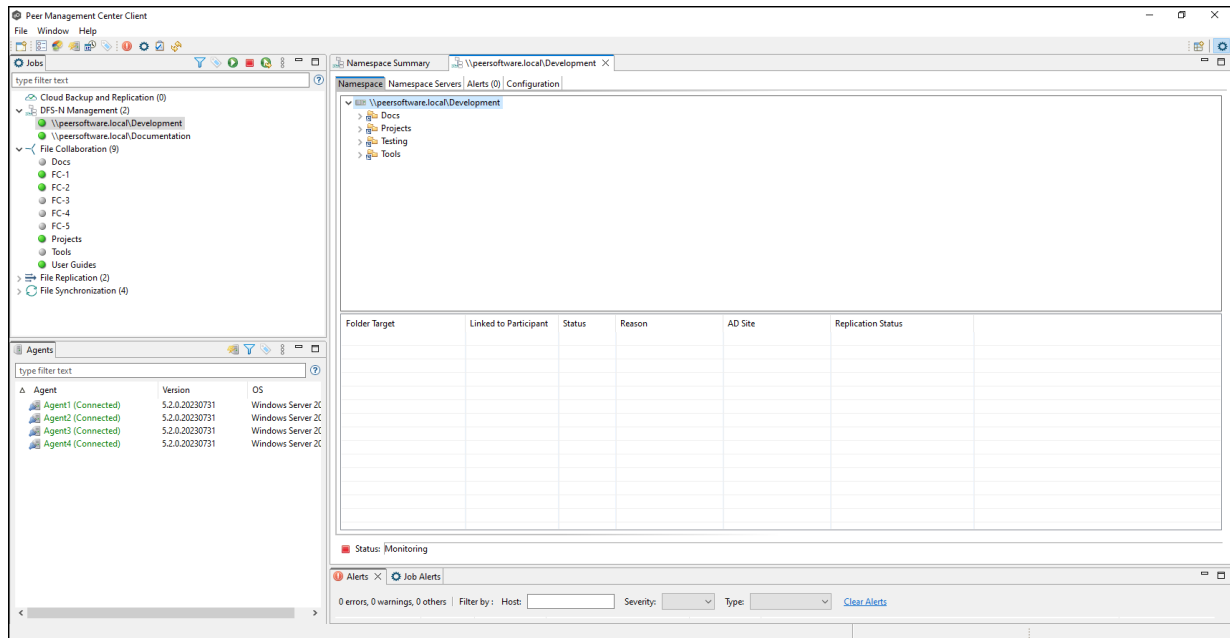 Peer Management Center Client
File Window Help
Jobs
type filter text
Cloud Backup and Replication (0)
DFS-N Management (2)
\\peersoftware.local\Development
\\peersoftware.local\Documentation
File Collaboration (9)
Docs
FC-1
FC-2
FC-3
FC-4
FC-5
Projects
Tools
User Guides
File Replication (2)
File Synchronization (4)
Agents
type filter text
Agent Version OS
Agent1 (Connected) 5.2.0.20230731 Windows Server 20
Agent2 (Connected) 5.2.0.20230731 Windows Server 20
Agent3 (Connected) 5.2.0.20230731 Windows Server 20
Agent4 (Connected) 5.2.0.20230731 Windows Server 20
Namespace Summary \\peersoftware.local\Development
Namespace Namespace Servers Alerts (0) Configuration
\\peersoftware.local\Development
Docs
Projects
Testing
Tools
Folder Target Linked to Participant Status Reason AD Site Replication Status
Status: Monitoring
Alerts Job Alerts
0 errors, 0 warnings, 0 others Filter by : Host: Severity: Type: Clear Alerts